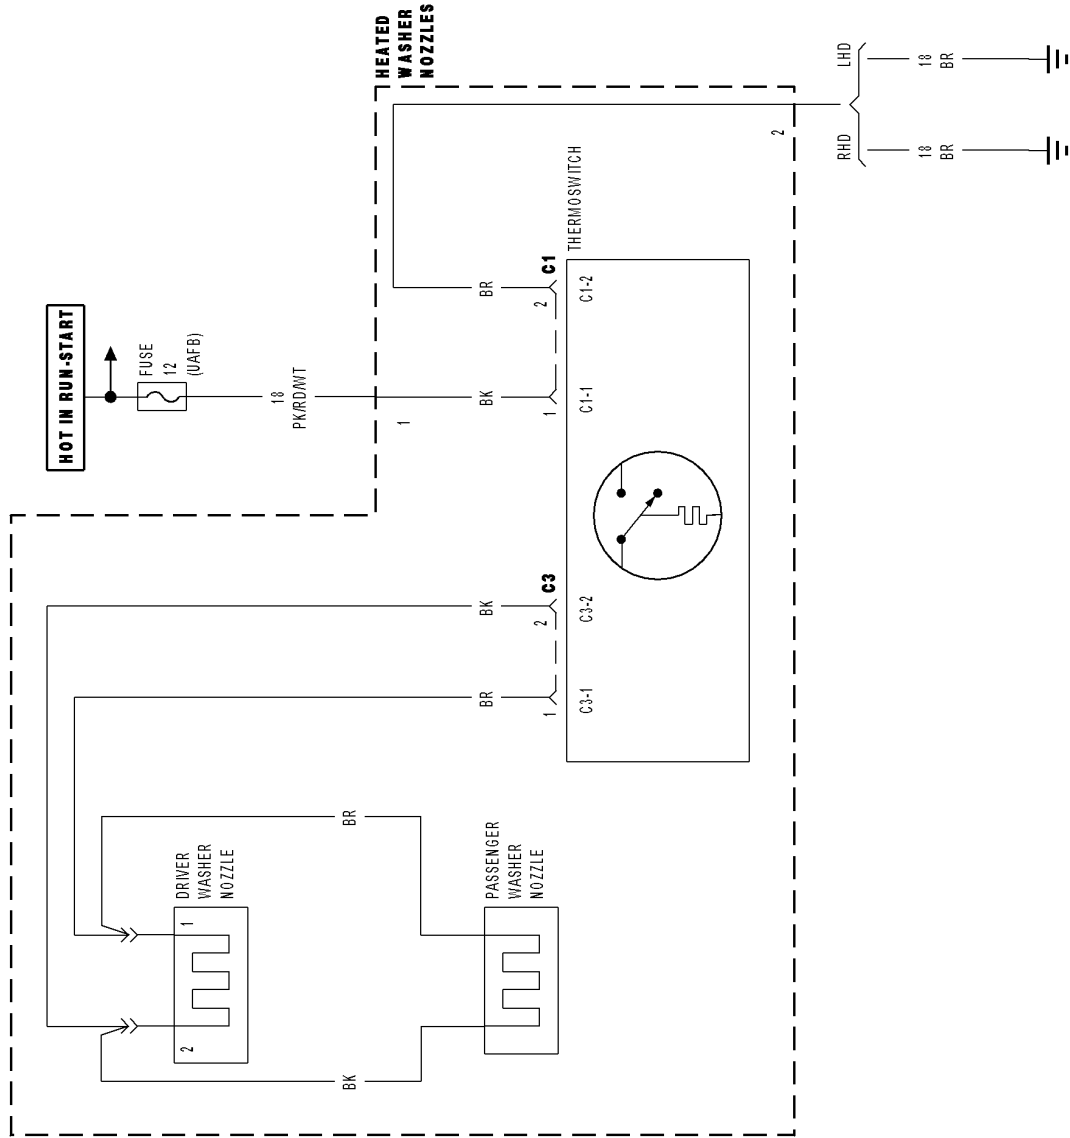 HEATED
WASHER
NOZZLES
LHD
18
BR
RHD
18
BR
2
THERMOSWITCH
HOT IN RUN-START
FUSE
12
(UAFB)
18
PK/RD/WT
1
BR
2
C1
C1-2
BK
1
C1-1
BK
2
C3
C3-2
BR
1
C3-1
BR
DRIVER
WASHER
NOZZLE
1
2
PASSENGER
WASHER
NOZZLE
BK